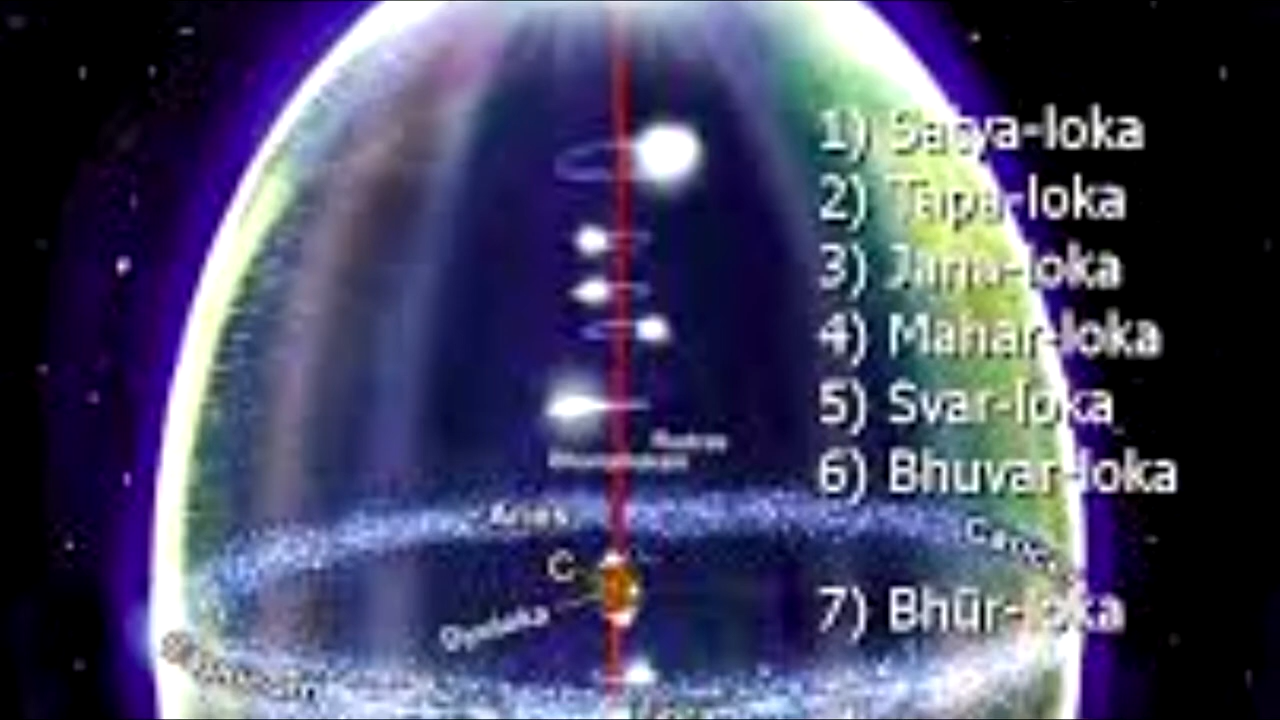 1) Satya-loka
2) Tapa-loka
3) Jana-loka
4) Mahar-loka
5) Svar-loka
6) Bhuvar-loka
Aries
C
7) Bhūr-loka